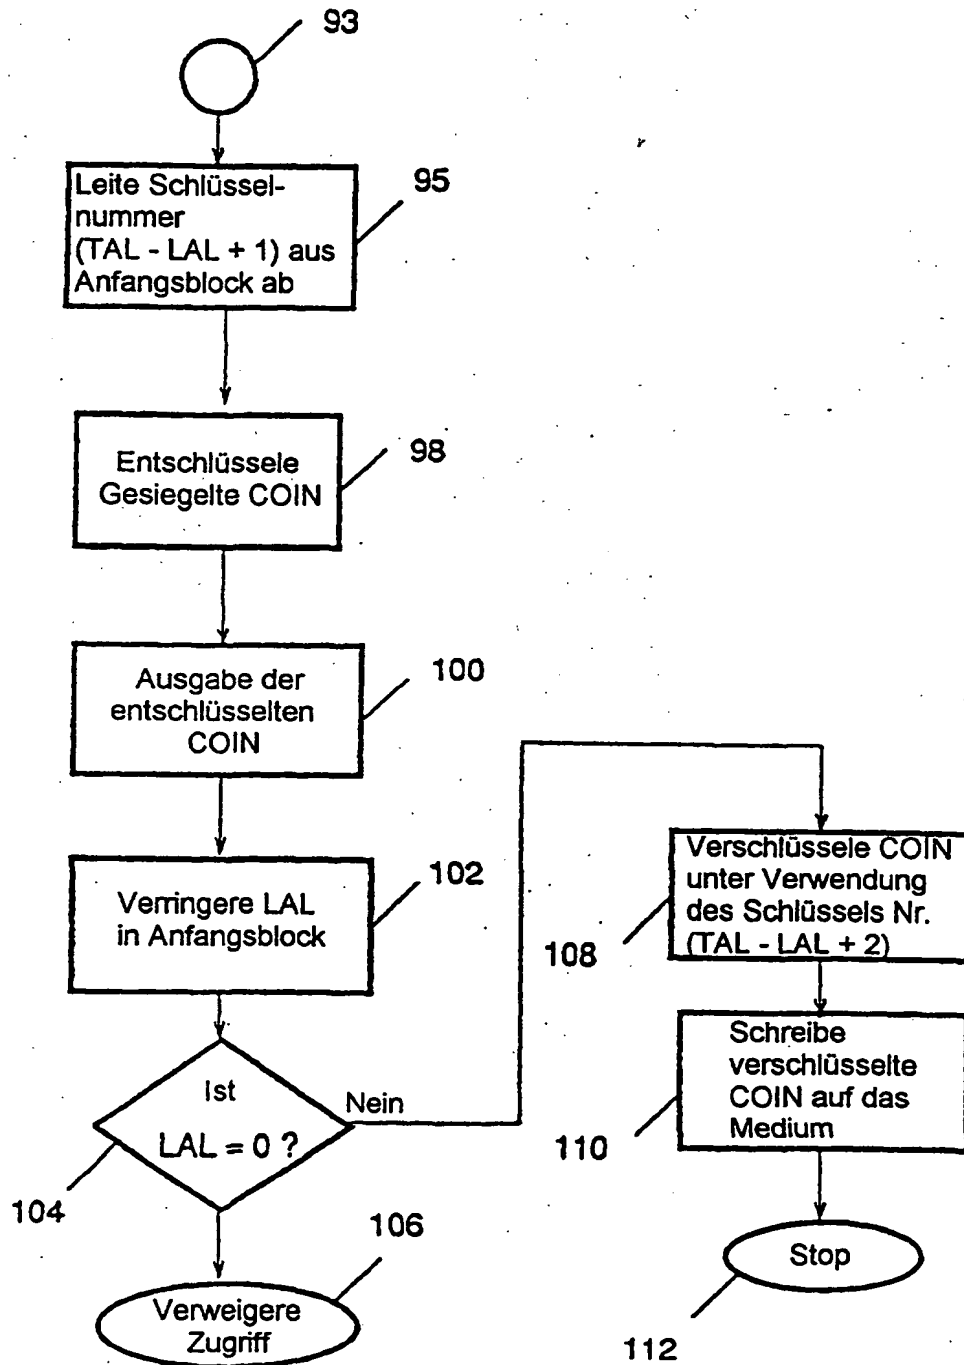 93
Leite Schlüssel-
nummer
(TAL - LAL + 1) aus
Anfangsblock ab
95
Entschlüssele
Gesiegelte COIN
98
Ausgabe der
entschlüsselten
COIN
100
Verringere LAL
in Anfangsblock
102
Ist
LAL = 0 ?
Nein
104
Verweigere
Zugriff
106
Verschlüssele COIN
unter Verwendung
des Schlüssels Nr.
(TAL - LAL + 2)
108
Schreibe
verschlüsselte
COIN auf das
Medium
110
Stop
112